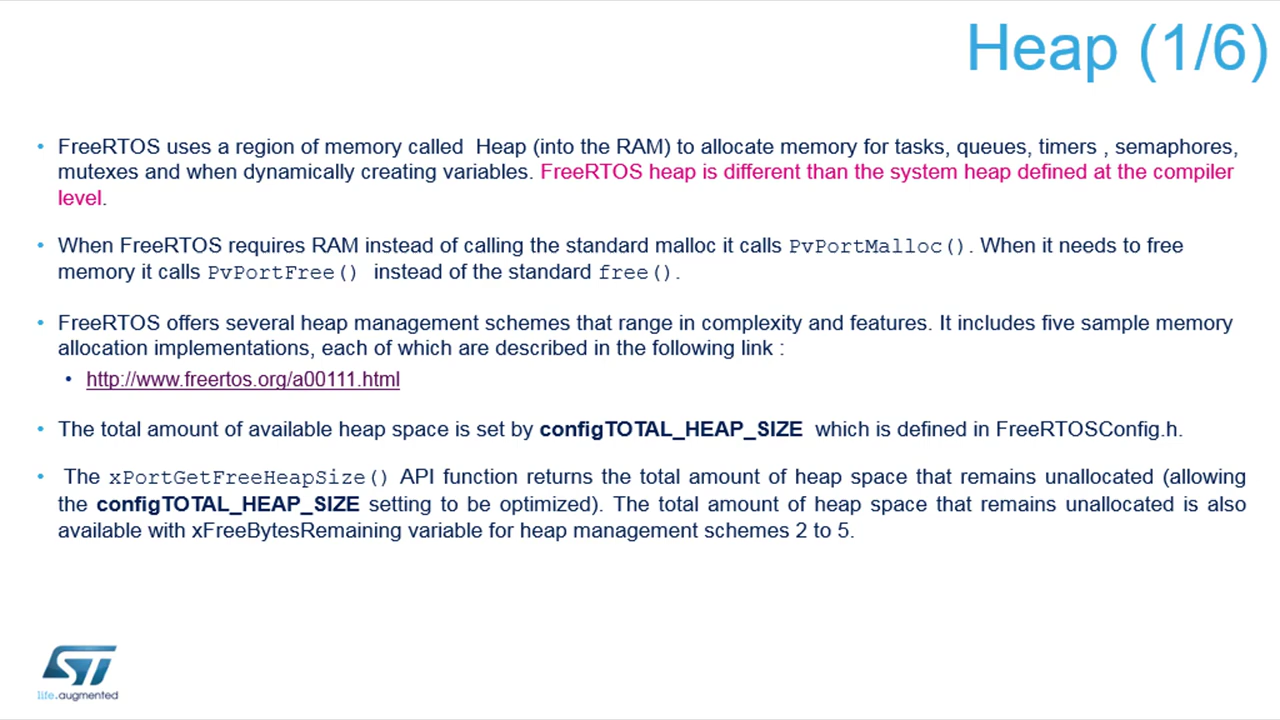 Heap (1/6)
• FreeRTOS uses a region of memory called Heap (into the RAM) to allocate memory for tasks, queues, timers , semaphores,
mutexes and when dynamically creating variables. FreeRTOS heap is different than the system heap defined at the compiler
level.
• When FreeRTOS requires RAM instead of calling the standard malloc it calls PvPortMalloc(). When it needs to free
memory it calls PvPortFree() instead of the standard free().
• FreeRTOS offers several heap management schemes that range in complexity and features. It includes five sample memory
allocation implementations, each of which are described in the following link :
• http://www.freertos.org/a00111.html
• The total amount of available heap space is set by configTOTAL_HEAP_SIZE which is defined in FreeRTOSConfig.h.
• The xPortGetFreeHeapSize() API function returns the total amount of heap space that remains unallocated (allowing
the configTOTAL_HEAP_SIZE setting to be optimized). The total amount of heap space that remains unallocated is also
available with xFreeBytesRemaining variable for heap management schemes 2 to 5.
ST
life.augmented